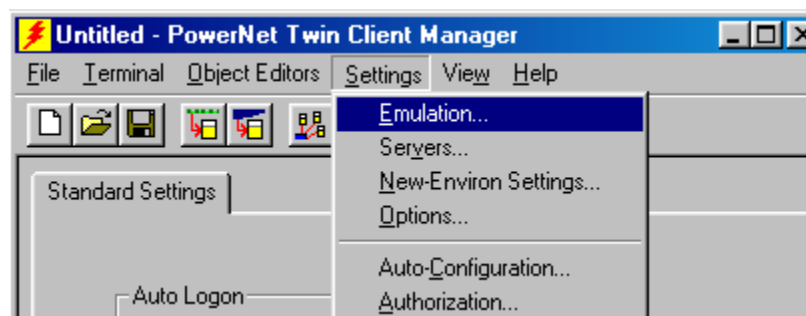 Untitled - PowerNet Twin Client Manager
File Terminal Object Editors Settings View Help
Emulation...
Servers...
New-Environ Settings...
Options...
Auto-Configuration...
Authorization...
Standard Settings
Auto Logon